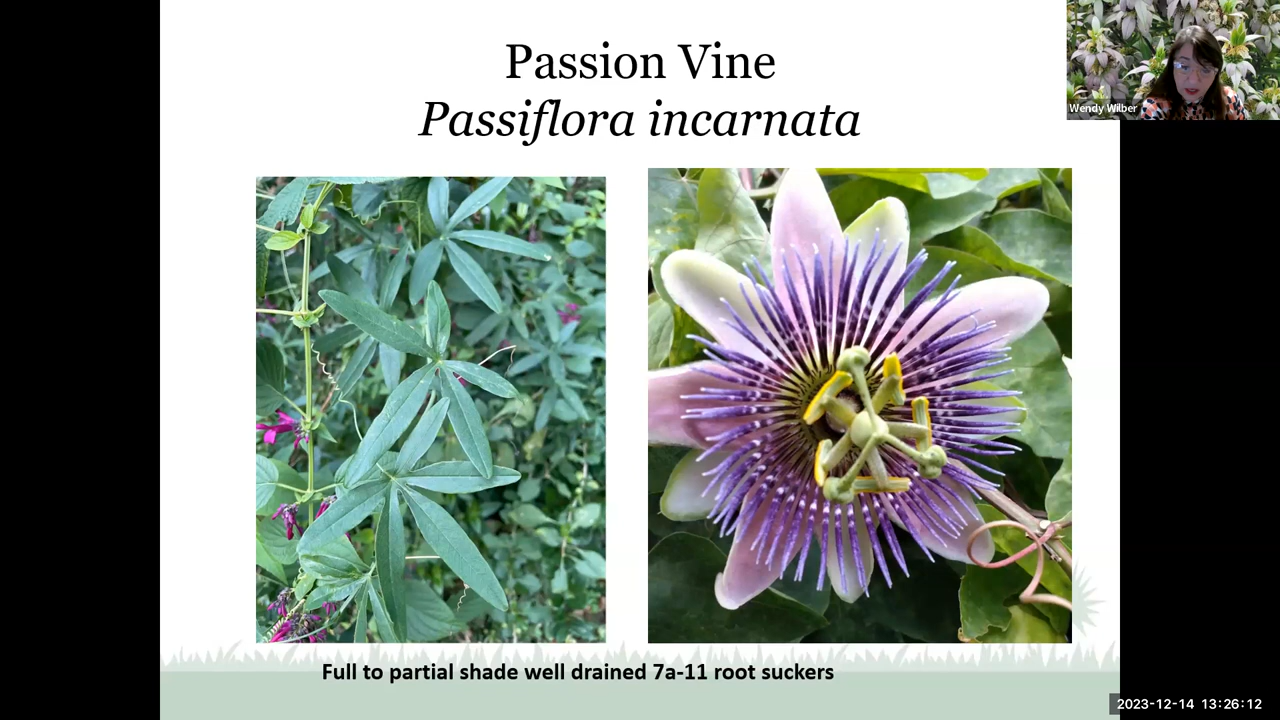 Passion Vine
Passiflora incarnata
Wendy Wilber
Full to partial shade well drained 7a-11 root suckers
2023-12-14 13:26:12